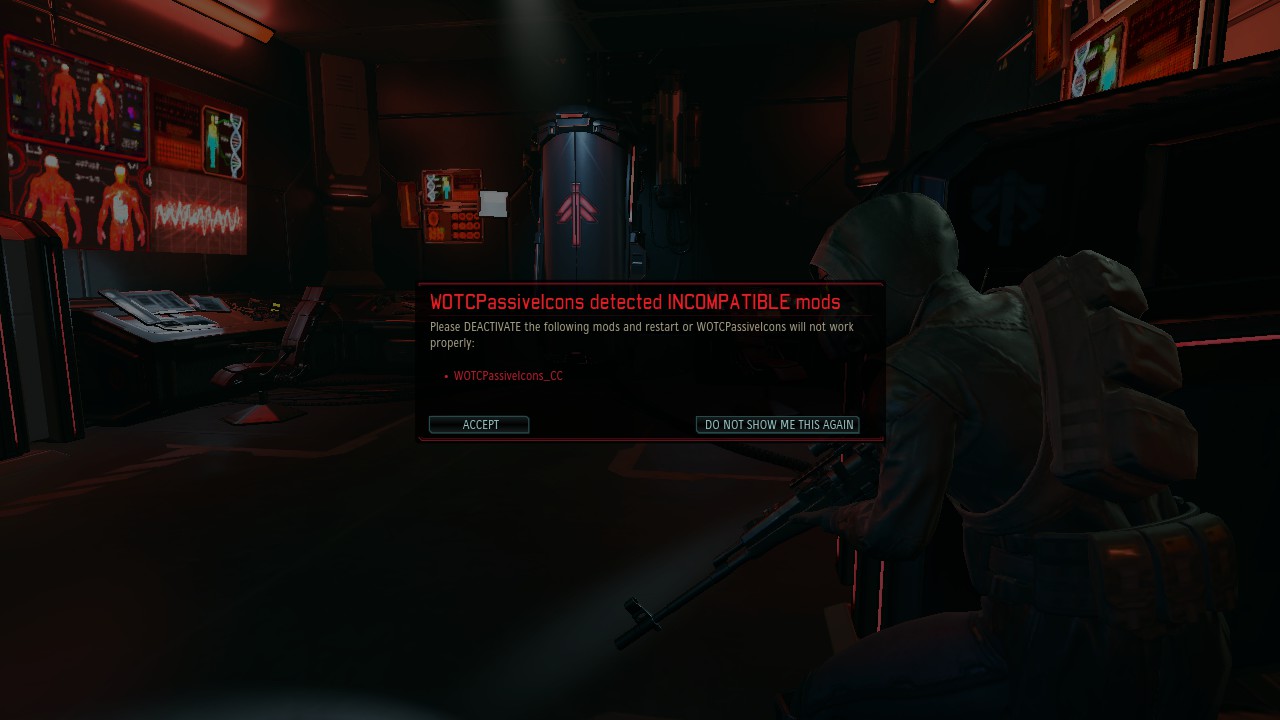 WOTCPassiveIcons detected INCOMPATIBLE mods
Please DEACTIVATE the following mods and restart or WOTCPassiveIcons will not work
properly:
• WOTCPassiveIcons_CC
ACCEPT
DO NOT SHOW ME THIS AGAIN